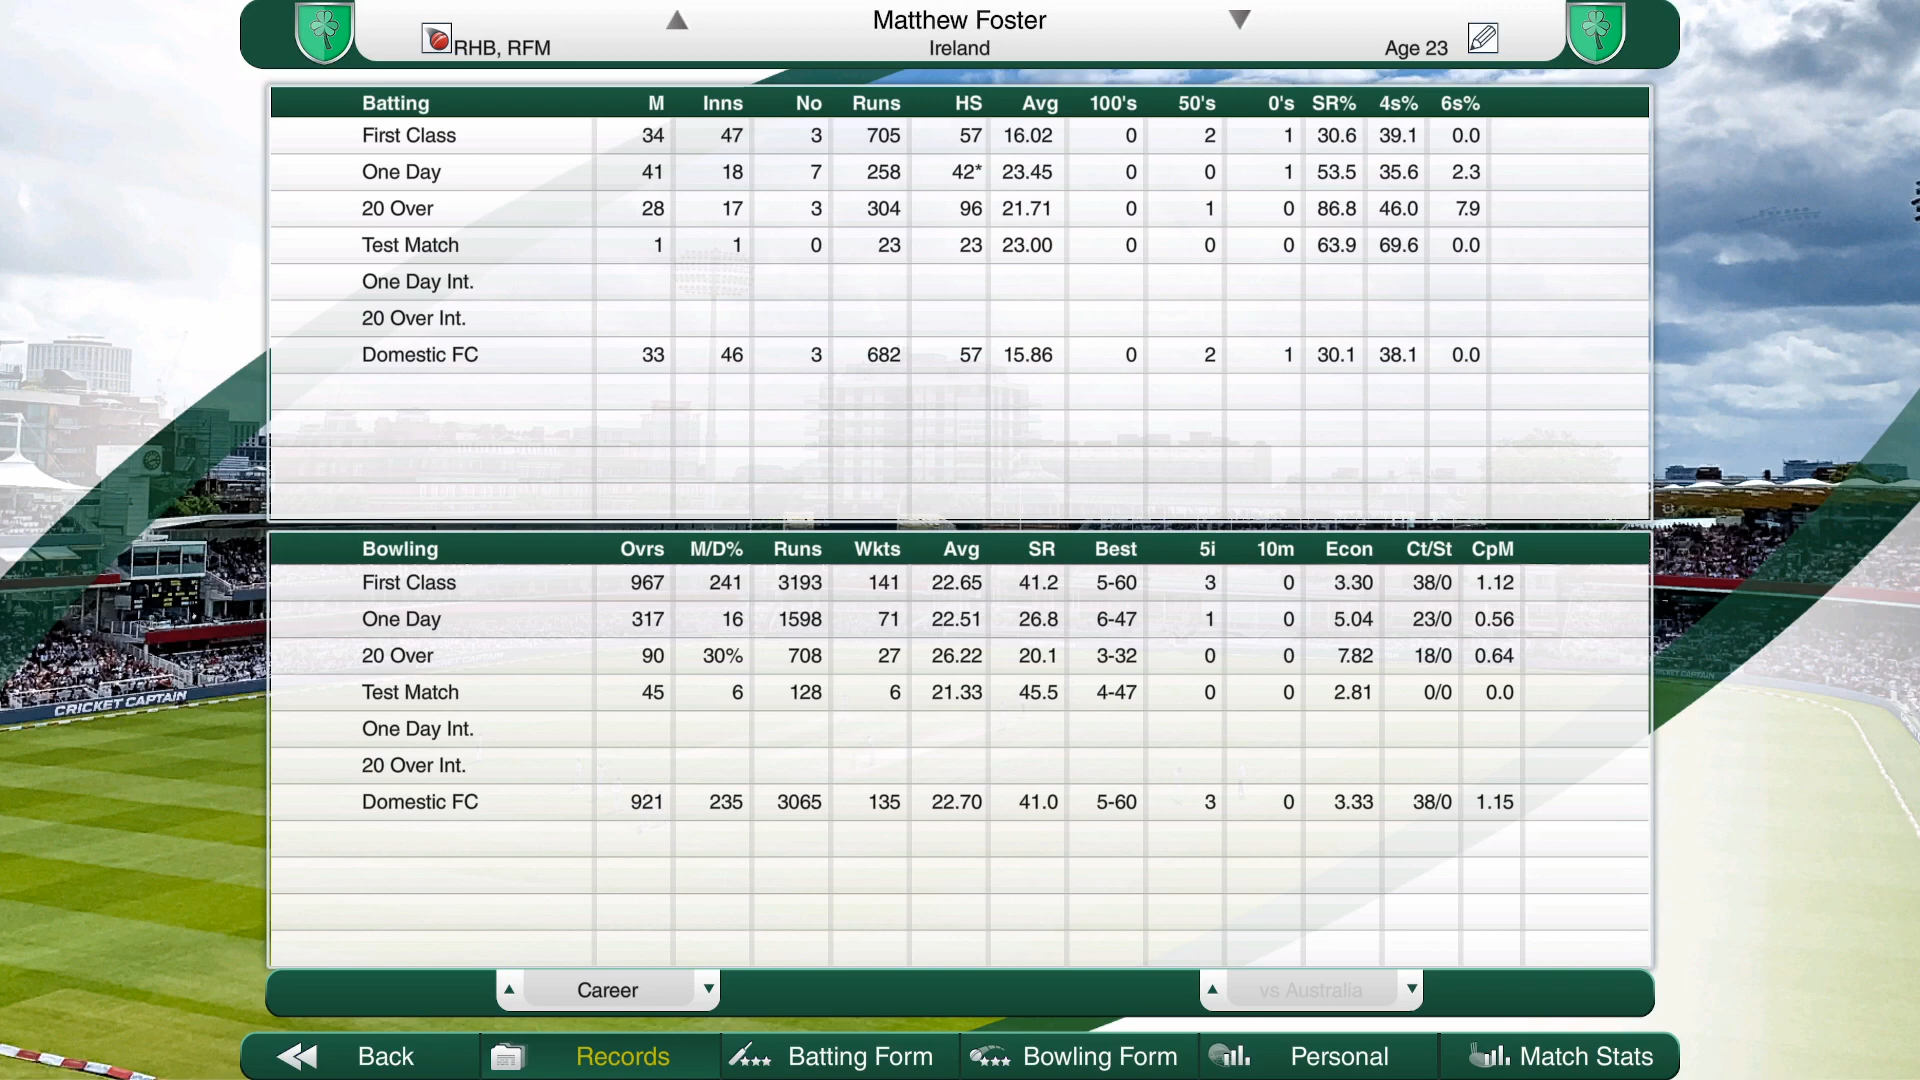 Matthew Foster
RHB, RFM Ireland Age 23
Batting M Inns No Runs HS Avg 100's 50's 0's SR% 4s% 6s%
First Class 34 47 3 705 57 16.02 0 2 1 30.6 39.1 0.0
One Day 41 18 7 258 42* 23.45 0 0 1 53.5 35.6 2.3
20 Over 28 17 3 304 96 21.71 0 1 0 86.8 46.0 7.9
Test Match 1 1 0 23 23 23.00 0 0 0 63.9 69.6 0.0
One Day Int.
20 Over Int.
Domestic FC 33 46 3 682 57 15.86 0 2 1 30.1 38.1 0.0
Bowling Ovrs M/D% Runs Wkts Avg SR Best 5i 10m Econ Ct/St CpM
First Class 967 241 3193 141 22.65 41.2 5-60 3 0 3.30 38/0 1.12
One Day 317 16 1598 71 22.51 26.8 6-47 1 0 5.04 23/0 0.56
20 Over 90 30% 708 27 26.22 20.1 3-32 0 0 7.82 18/0 0.64
Test Match 45 6 128 6 21.33 45.5 4-47 0 0 2.81 0/0 0.0
One Day Int.
20 Over Int.
Domestic FC 921 235 3065 135 22.70 41.0 5-60 3 0 3.33 38/0 1.15
CRICKET CAPTAIN
CRICKET CAPTAIN
Career vs Australia
Back Records Batting Form Bowling Form Personal Match Stats